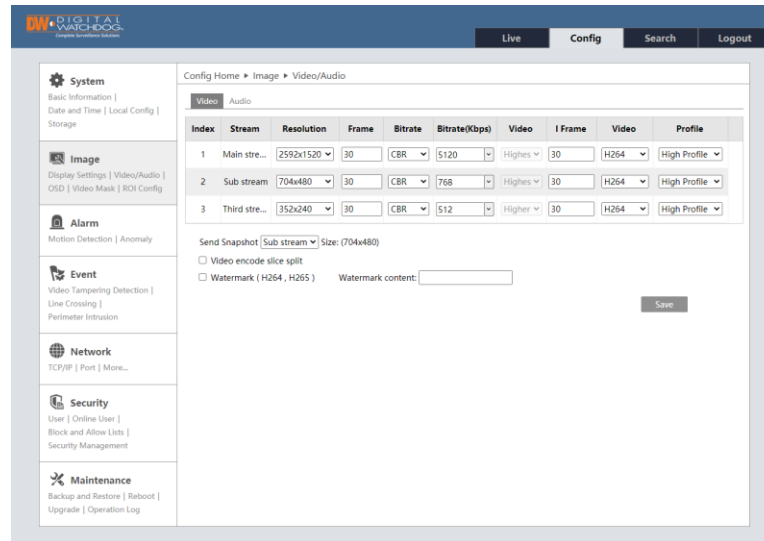 DW DIGITAL
WATCHDOG
Complete Surveillance Solutions
Live Config Search Logout
System
Basic Information |
Date and Time | Local Config |
Storage
Image
Display Settings | Video/Audio |
OSD | Video Mask | ROI Config
Alarm
Motion Detection | Anomaly
Event
Video Tampering Detection |
Line Crossing |
Perimeter Intrusion
Network
TCP/IP | Port | More...
Security
User | Online User |
Block and Allow Lists |
Security Management
Maintenance
Backup and Restore | Reboot |
Upgrade | Operation Log
Config Home ▸ Image ▸ Video/Audio
Video Audio
Index Stream Resolution Frame Bitrate Bitrate(Kbps) Video I Frame Video Profile
1 Main stre... 2592x1520 30 CBR 5120 Highes 30 H264 High Profile
2 Sub stream 704x480 30 CBR 768 Highes 30 H264 High Profile
3 Third stre... 352x240 30 CBR 512 Higher 30 H264 High Profile
Send Snapshot Sub stream Size: (704x480)
Video encode slice split
Watermark ( H264 , H265 ) Watermark content:
Save